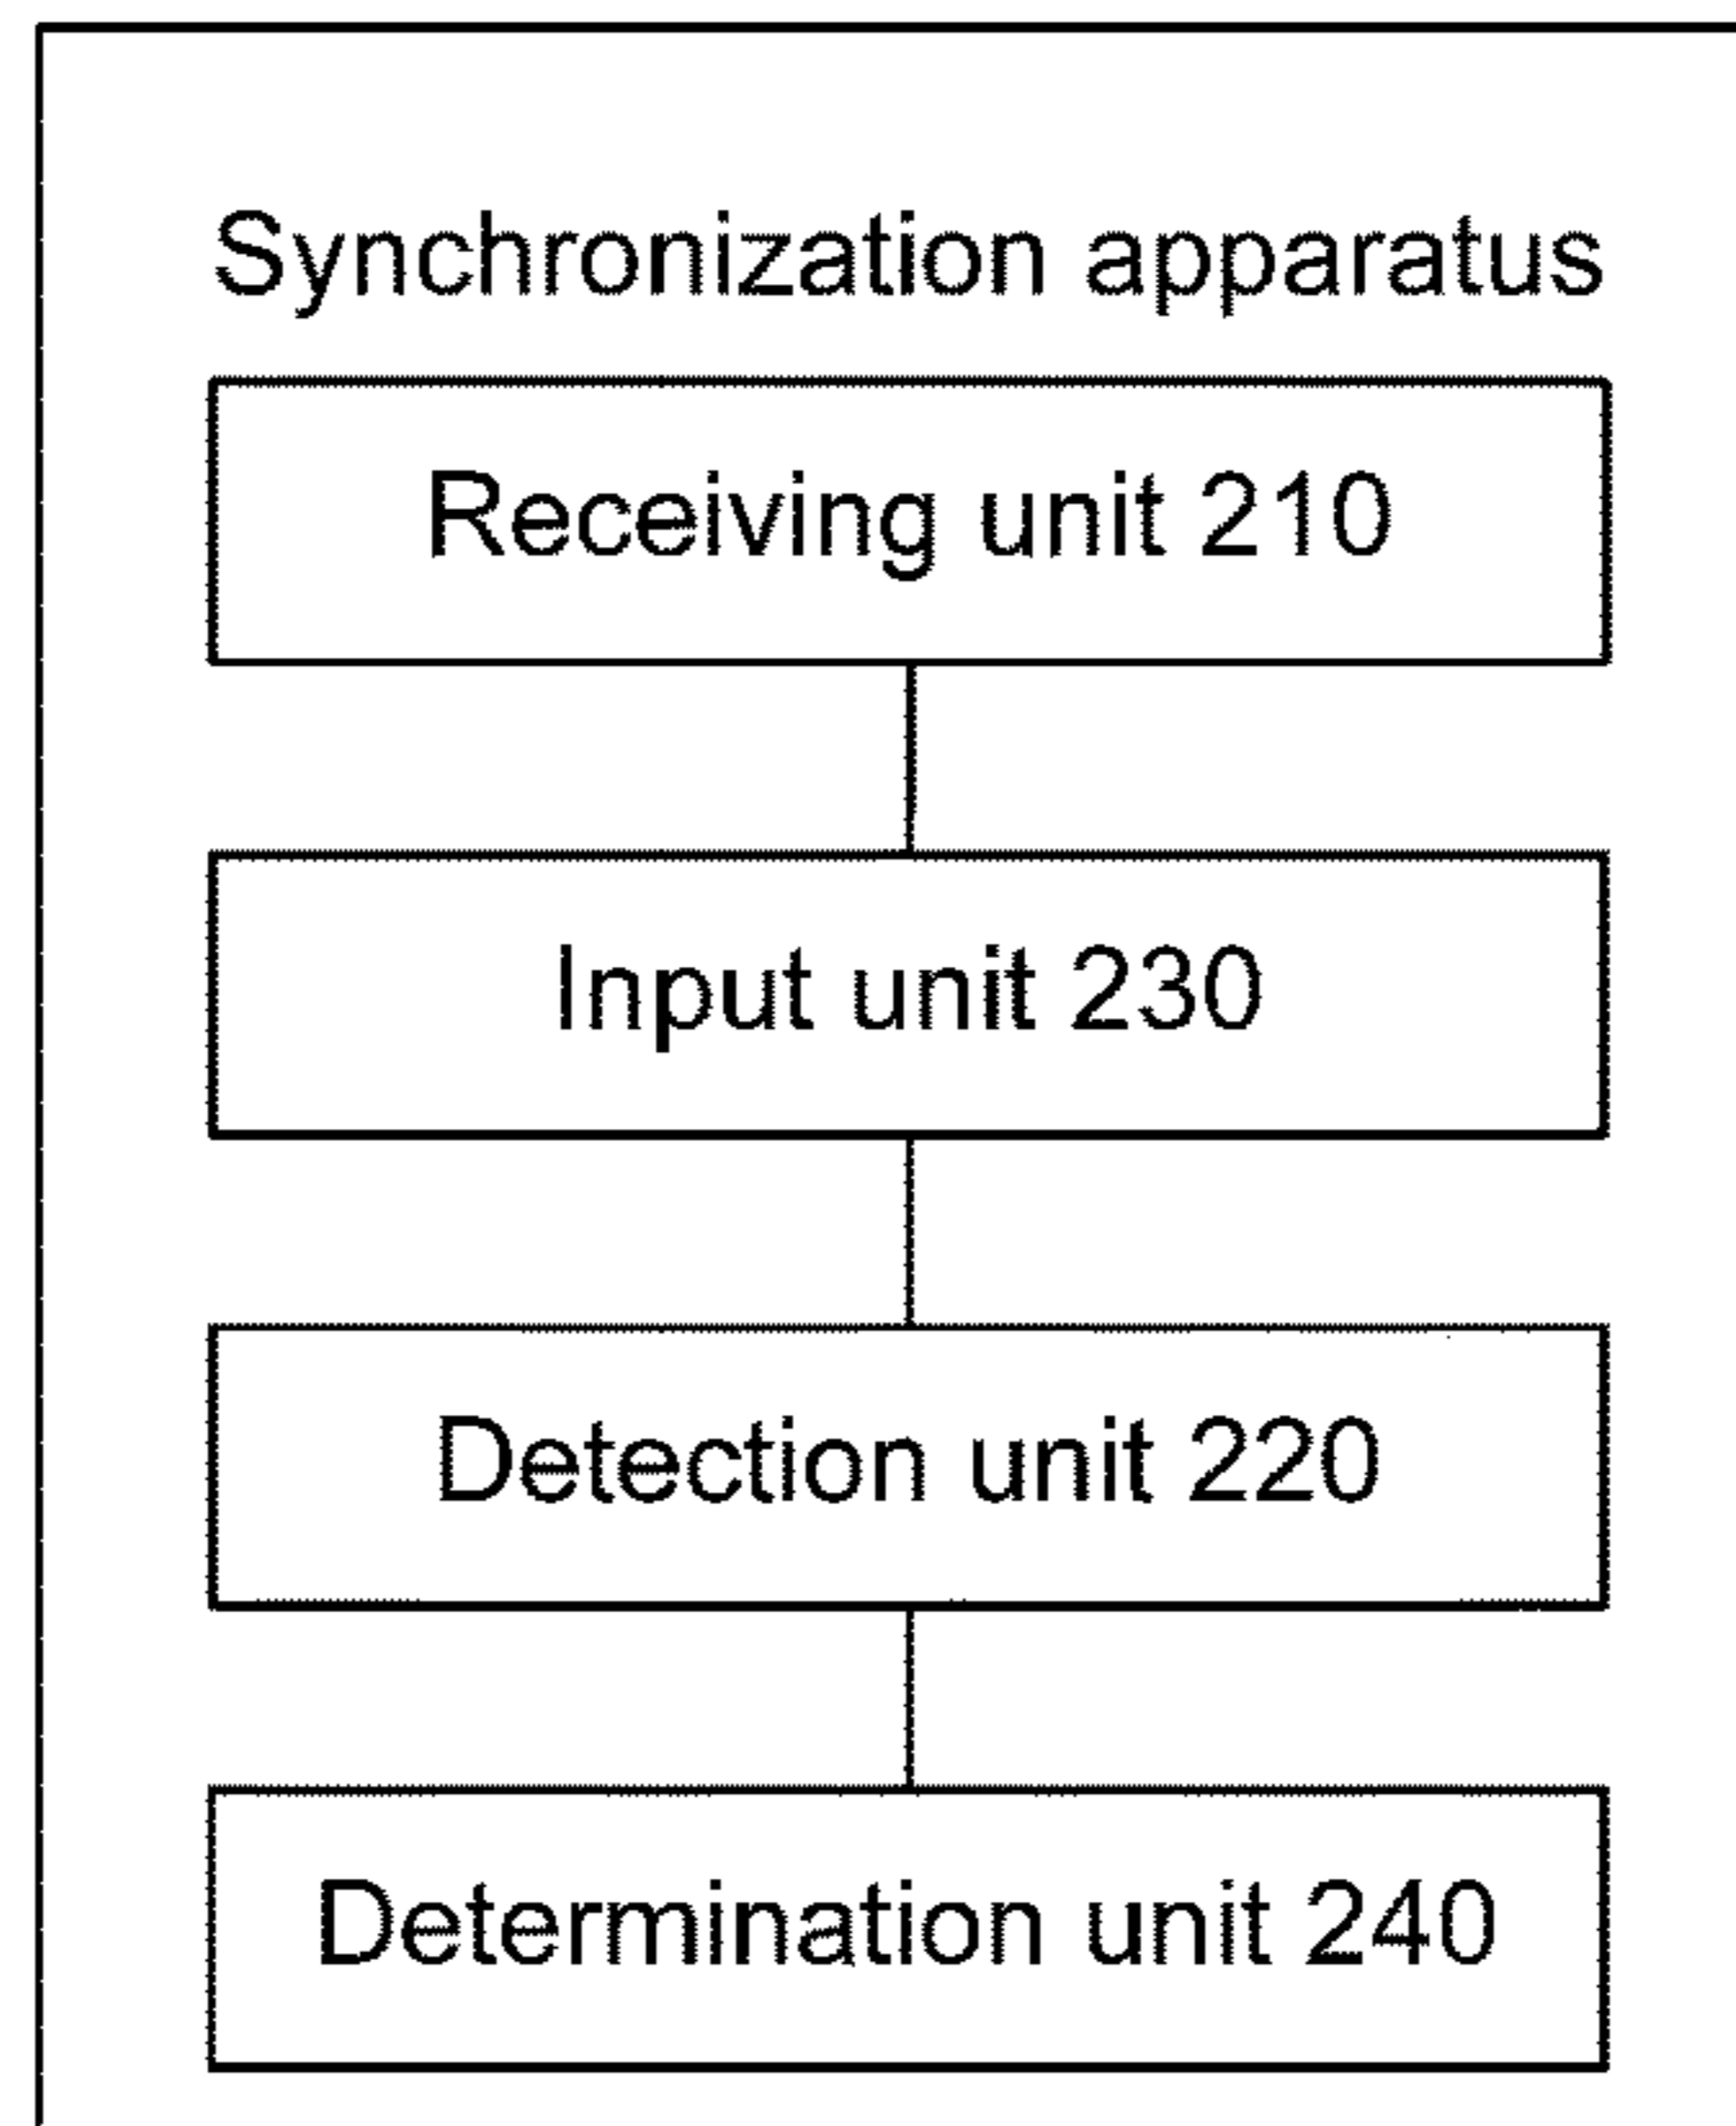 Synchronization apparatus
Receiving unit 210
Input unit 230
Detection unit 220
Determination unit 240